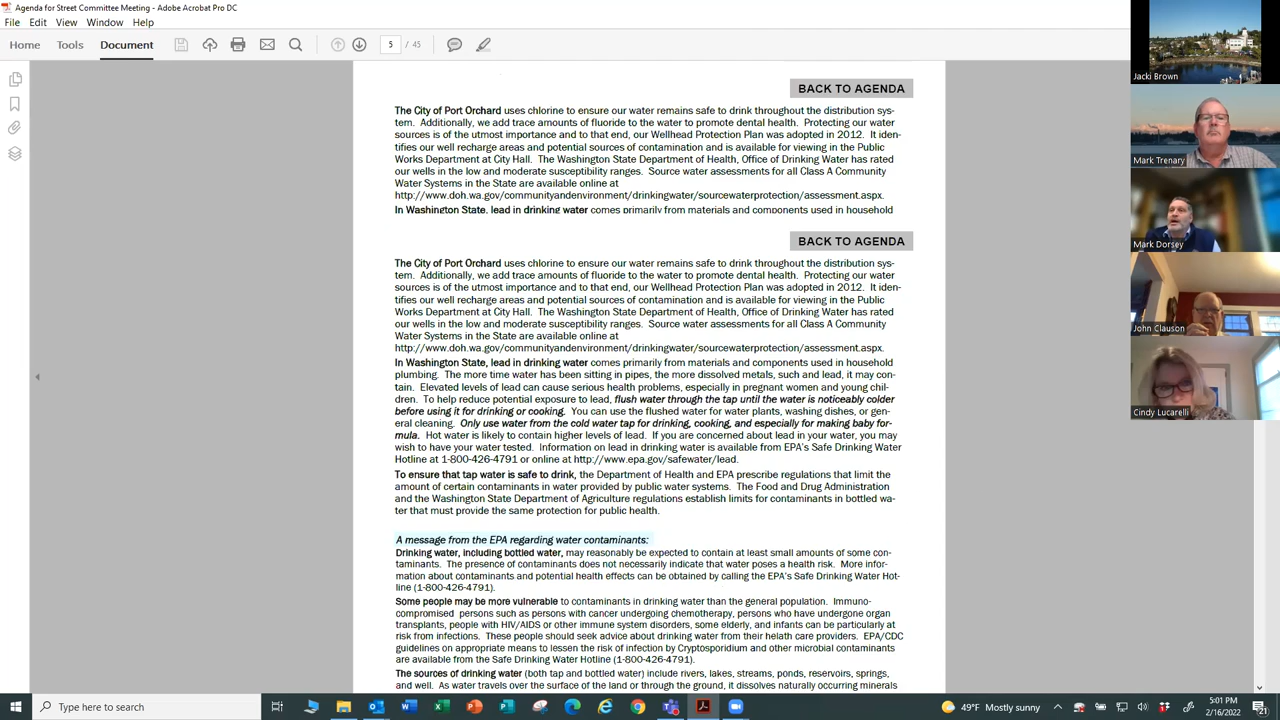 Agenda for Street Committee Meeting - Adobe Acrobat Pro DC
File Edit View Window Help
Home Tools Document 5 / 45
BACK TO AGENDA
The City of Port Orchard uses chlorine to ensure our water remains safe to drink throughout the distribution sys-
tem. Additionally, we add trace amounts of fluoride to the water to promote dental health. Protecting our water
sources is of the utmost importance and to that end, our Wellhead Protection Plan was adopted in 2012. It iden-
tifies our well recharge areas and potential sources of contamination and is available for viewing in the Public
Works Department at City Hall. The Washington State Department of Health, Office of Drinking Water has rated
our wells in the low and moderate susceptibility ranges. Source water assessments for all Class A Community
Water Systems in the State are available online at
http://www.doh.wa.gov/communityandenvironment/drinkingwater/sourcewaterprotection/assessment.aspx.
In Washington State, lead in drinking water comes primarily from materials and components used in household
BACK TO AGENDA
The City of Port Orchard uses chlorine to ensure our water remains safe to drink throughout the distribution sys-
tem. Additionally, we add trace amounts of fluoride to the water to promote dental health. Protecting our water
sources is of the utmost importance and to that end, our Wellhead Protection Plan was adopted in 2012. It iden-
tifies our well recharge areas and potential sources of contamination and is available for viewing in the Public
Works Department at City Hall. The Washington State Department of Health, Office of Drinking Water has rated
our wells in the low and moderate susceptibility ranges. Source water assessments for all Class A Community
Water Systems in the State are available online at
http://www.doh.wa.gov/communityandenvironment/drinkingwater/sourcewaterprotection/assessment.aspx.
In Washington State, lead in drinking water comes primarily from materials and components used in household
plumbing. The more time water has been sitting in pipes, the more dissolved metals, such and lead, it may con-
tain. Elevated levels of lead can cause serious health problems, especially in pregnant women and young chil-
dren. To help reduce potential exposure to lead, flush water through the tap until the water is noticeably colder
before using it for drinking or cooking. You can use the flushed water for water plants, washing dishes, or gen-
eral cleaning. Only use water from the cold water tap for drinking, cooking, and especially for making baby for-
mula. Hot water is likely to contain higher levels of lead. If you are concerned about lead in your water, you may
wish to have your water tested. Information on lead in drinking water is available from EPA's Safe Drinking Water
Hotline at 1-800-426-4791 or online at http://www.epa.gov/safewater/lead.
To ensure that tap water is safe to drink, the Department of Health and EPA prescribe regulations that limit the
amount of certain contaminants in water provided by public water systems. The Food and Drug Administration
and the Washington State Department of Agriculture regulations establish limits for contaminants in bottled wa-
ter that must provide the same protection for public health.
A message from the EPA regarding water contaminants:
Drinking water, including bottled water, may reasonably be expected to contain at least small amounts of some con-
taminants. The presence of contaminants does not necessarily indicate that water poses a health risk. More infor-
mation about contaminants and potential health effects can be obtained by calling the EPA's Safe Drinking Water Hot-
line (1-800-426-4791).
Some people may be more vulnerable to contaminants in drinking water than the general population. Immuno-
compromised persons such as persons with cancer undergoing chemotherapy, persons who have undergone organ
transplants, people with HIV/AIDS or other immune system disorders, some elderly, and infants can be particularly at
risk from infections. These people should seek advice about drinking water from their helath care providers. EPA/CDC
guidelines on appropriate means to lessen the risk of infection by Cryptosporidium and other microbial contaminants
are available from the Safe Drinking Water Hotline (1-800-426-4791).
The sources of drinking water (both tap and bottled water) include rivers, lakes, streams, ponds, reservoirs, springs,
and well. As water travels over the surface of the land or through the ground, it dissolves naturally occurring minerals
Jacki Brown
Mark Trenary
Mark Dorsey
John Clauson
Cindy Lucarelli
Type here to search
49°F Mostly sunny
5:01 PM
2/16/2022
21